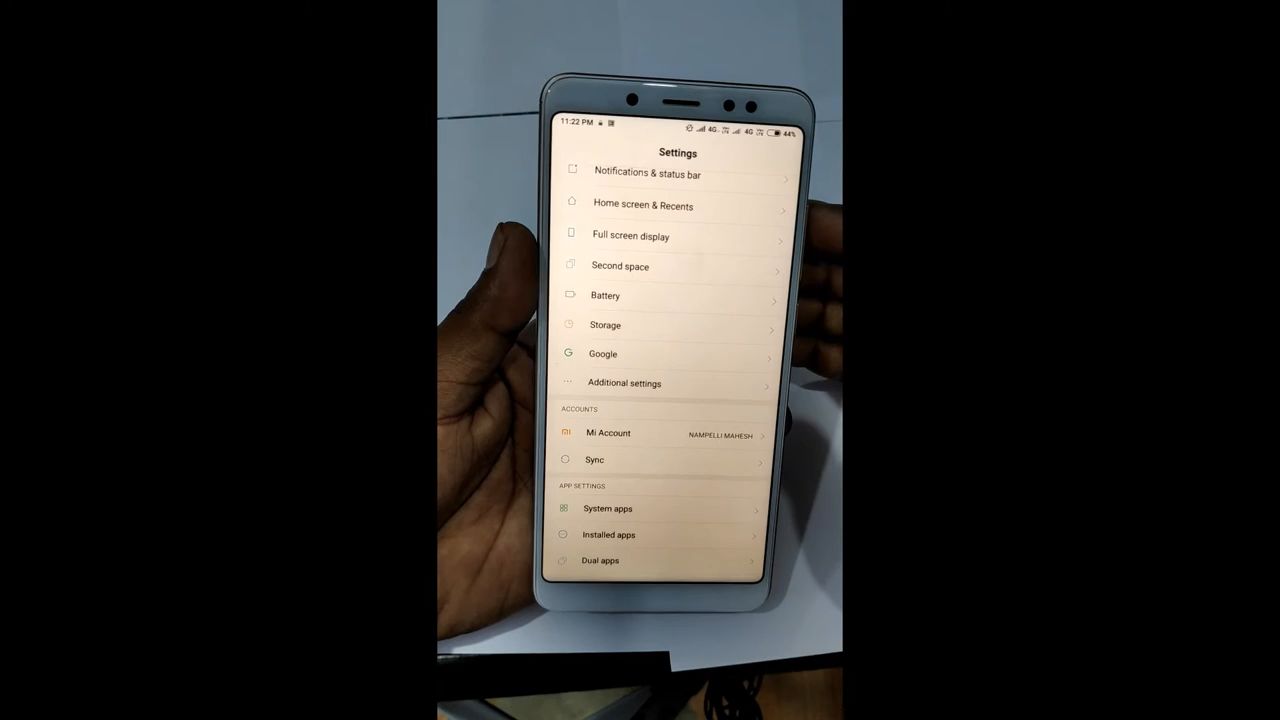 11:22 PM 4G 4G 44%
Settings
Notifications & status bar
Home screen & Recents
Full screen display
Second space
Battery
Storage
Google
Additional settings
ACCOUNTS
Mi Account NAMPELLI MAHESH
Sync
APP SETTINGS
System apps
Installed apps
Dual apps